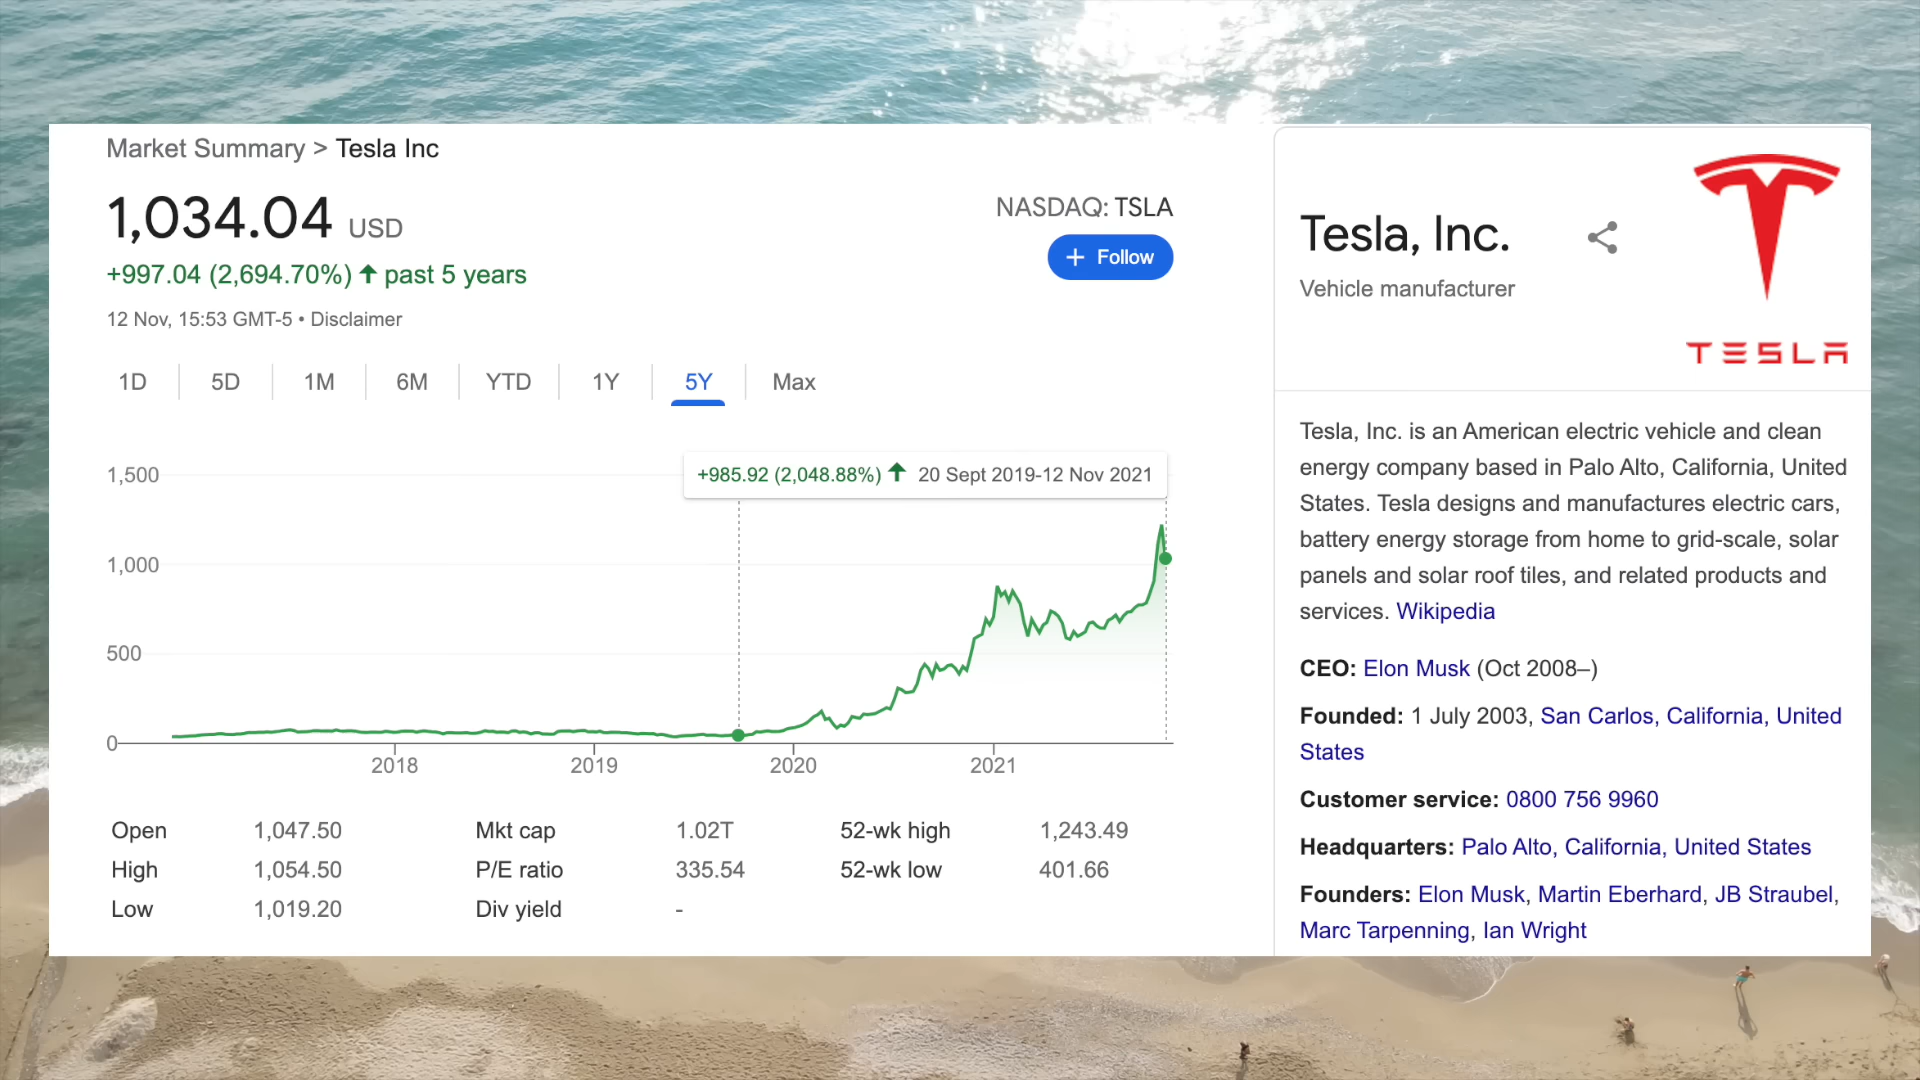 Market Summary > Tesla Inc
1,034.04 USD
+997.04 (2,694.70%) ↑ past 5 years
12 Nov, 15:53 GMT-5 • Disclaimer
NASDAQ: TSLA
+ Follow
1D 5D 1M 6M YTD 1Y 5Y Max
+985.92 (2,048.88%) ↑ 20 Sept 2019-12 Nov 2021
1,500
1,000
500
0
2018 2019 2020 2021
Open 1,047.50 Mkt cap 1.02T 52-wk high 1,243.49
High 1,054.50 P/E ratio 335.54 52-wk low 401.66
Low 1,019.20 Div yield -
Tesla, Inc.
Vehicle manufacturer
TESLA
Tesla, Inc. is an American electric vehicle and clean
energy company based in Palo Alto, California, United
States. Tesla designs and manufactures electric cars,
battery energy storage from home to grid-scale, solar
panels and solar roof tiles, and related products and
services. Wikipedia
CEO: Elon Musk (Oct 2008–)
Founded: 1 July 2003, San Carlos, California, United
States
Customer service: 0800 756 9960
Headquarters: Palo Alto, California, United States
Founders: Elon Musk, Martin Eberhard, JB Straubel,
Marc Tarpenning, Ian Wright